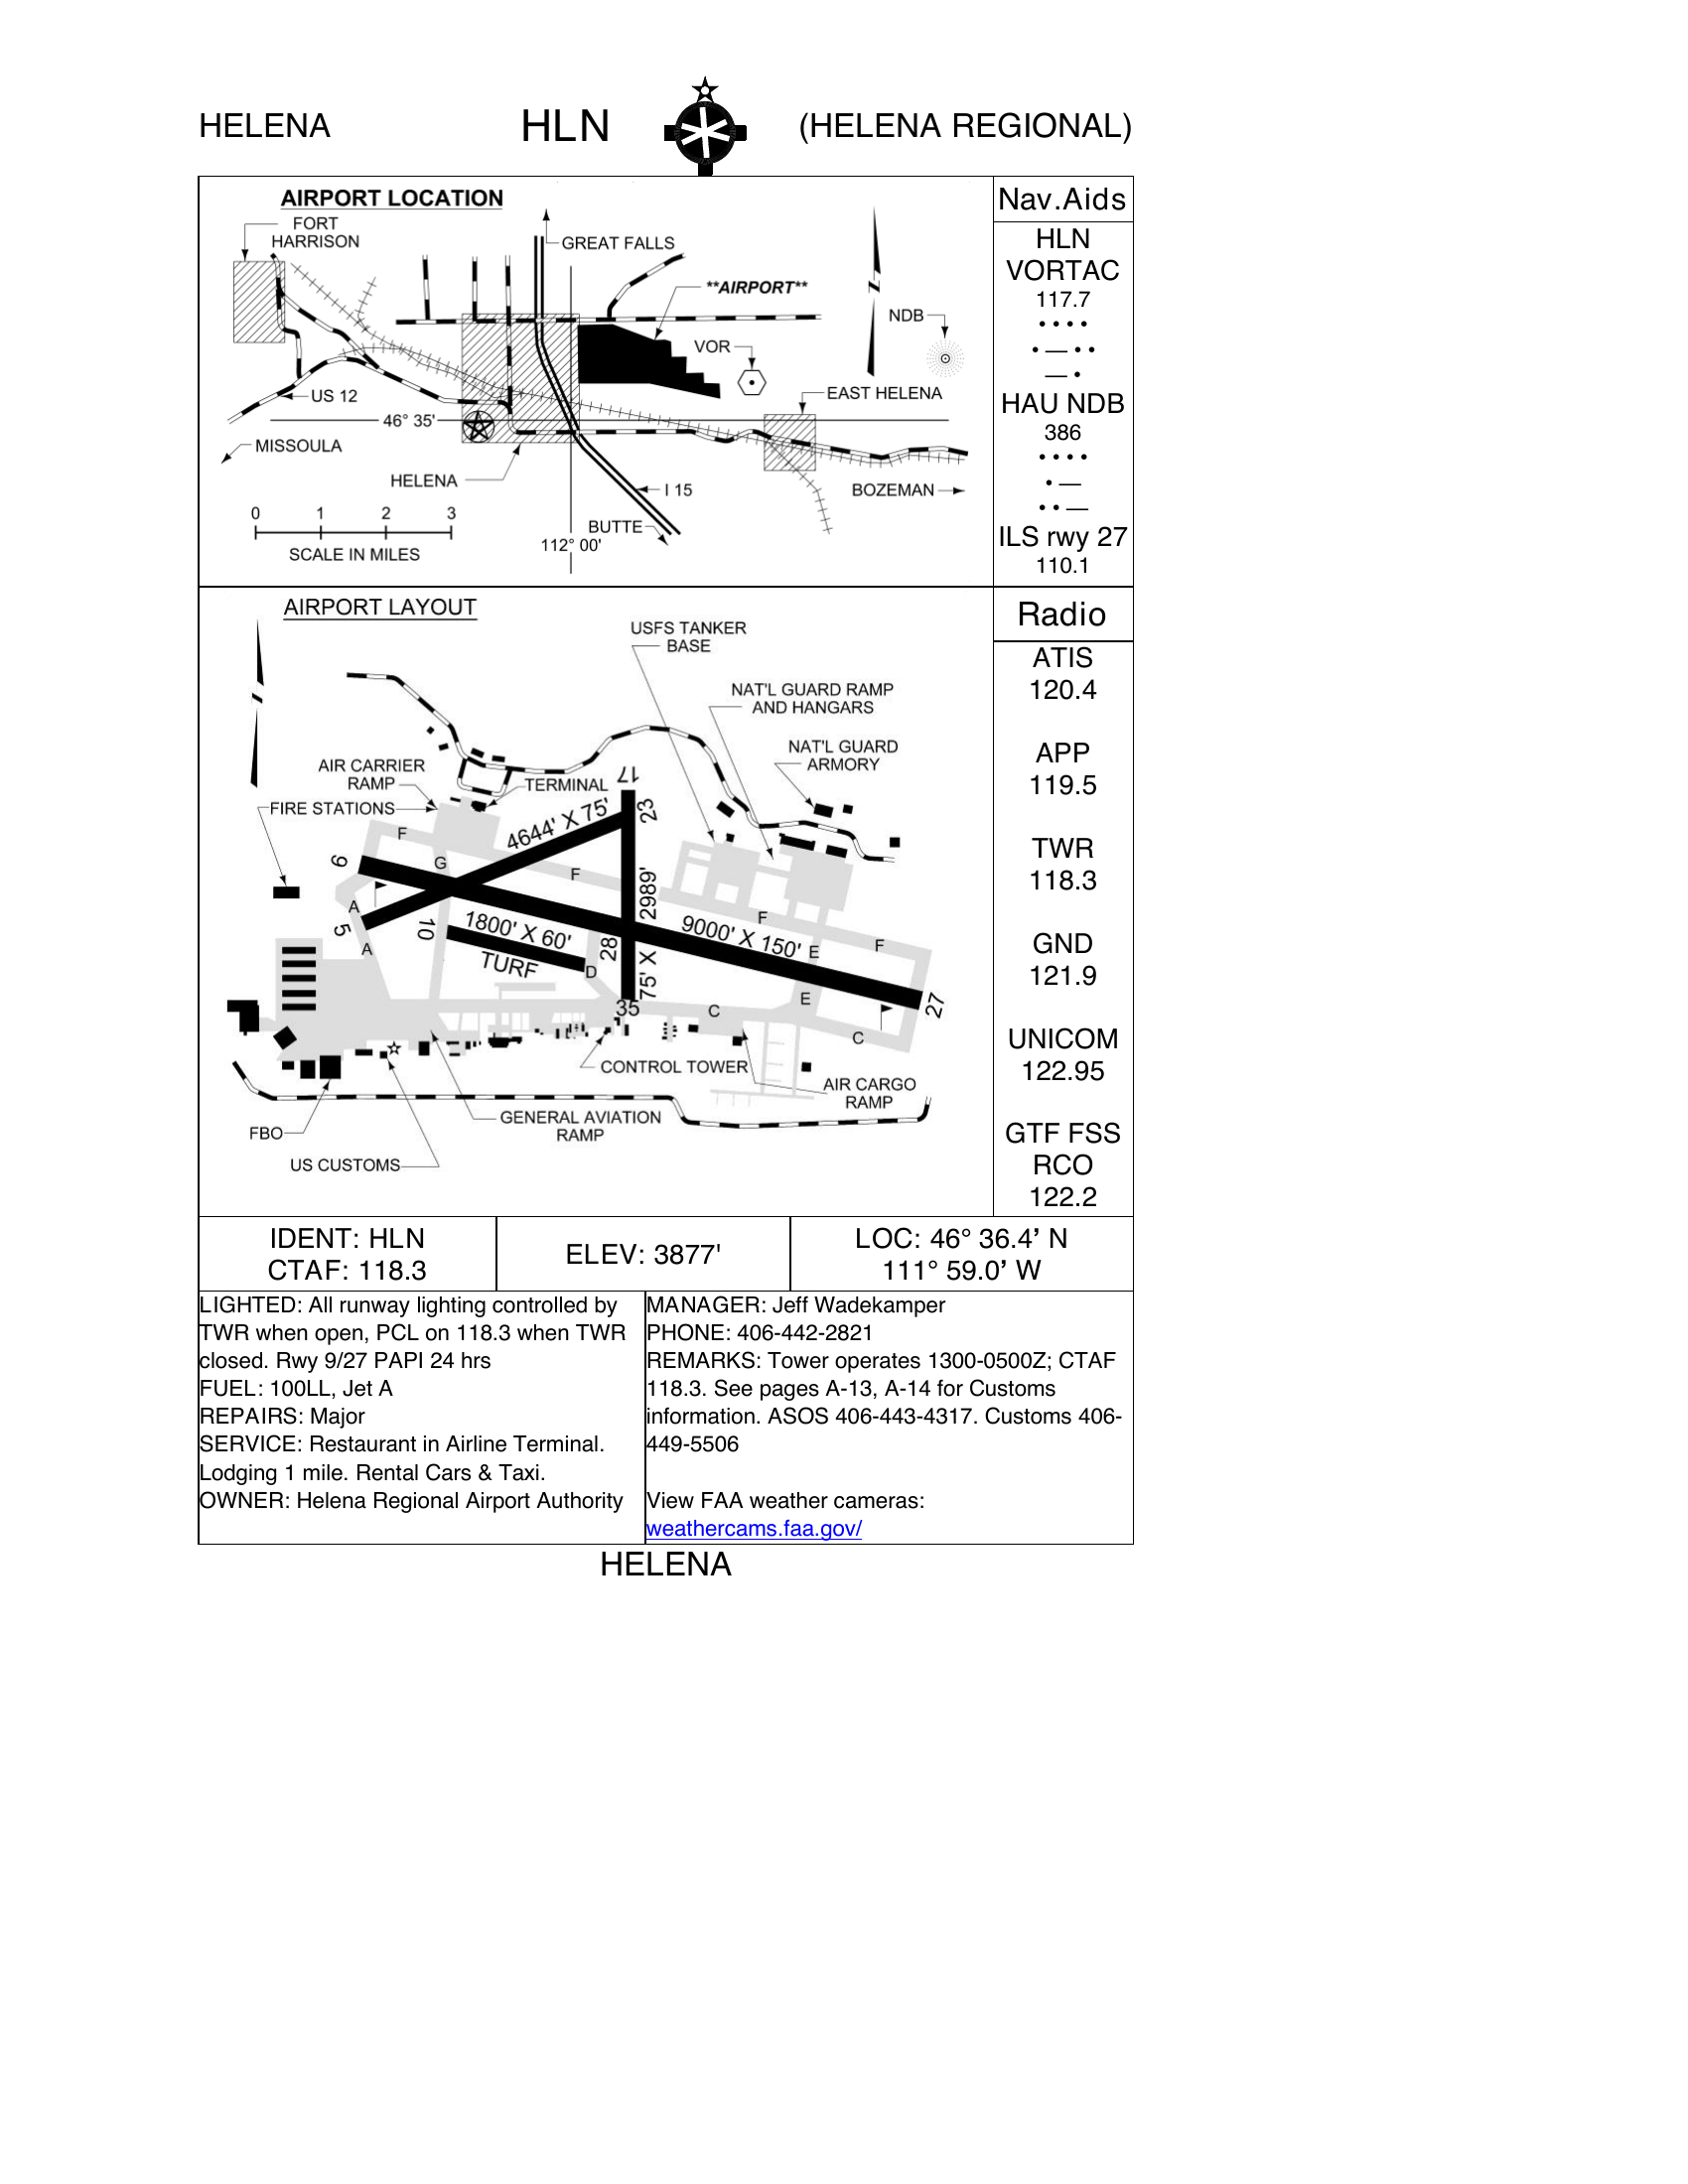 HELENA HLN (HELENA REGIONAL)
AIRPORT LOCATION
FORT
HARRISON
GREAT FALLS
**AIRPORT**
NDB
VOR
US 12
EAST HELENA
46° 35'
MISSOULA
HELENA
I 15
BOZEMAN
0 1 2 3
SCALE IN MILES
BUTTE
112° 00'
Nav.Aids
HLN
VORTAC
117.7
• • • •
• — • •
— •
HAU NDB
386
• • • •
• —
• • —
ILS rwy 27
110.1
AIRPORT LAYOUT
USFS TANKER
BASE
NAT'L GUARD RAMP
AND HANGARS
NAT'L GUARD
ARMORY
AIR CARRIER
RAMP
TERMINAL
FIRE STATIONS
17
23
4644' X 75'
F
9
G
F
75' X 2989'
A
5
A
10
1800' X 60'
TURF
28
D
9000' X 150'
F
E
F
E
35
C
27
C
CONTROL TOWER
AIR CARGO
RAMP
GENERAL AVIATION
RAMP
FBO
US CUSTOMS
Radio
ATIS
120.4
APP
119.5
TWR
118.3
GND
121.9
UNICOM
122.95
GTF FSS
RCO
122.2
IDENT: HLN
CTAF: 118.3
ELEV: 3877'
LOC: 46° 36.4’ N
111° 59.0’ W
LIGHTED: All runway lighting controlled by
TWR when open, PCL on 118.3 when TWR
closed. Rwy 9/27 PAPI 24 hrs
FUEL: 100LL, Jet A
REPAIRS: Major
SERVICE: Restaurant in Airline Terminal.
Lodging 1 mile. Rental Cars & Taxi.
OWNER: Helena Regional Airport Authority
MANAGER: Jeff Wadekamper
PHONE: 406-442-2821
REMARKS: Tower operates 1300-0500Z; CTAF
118.3. See pages A-13, A-14 for Customs
information. ASOS 406-443-4317. Customs 406-
449-5506
View FAA weather cameras:
weathercams.faa.gov/
HELENA